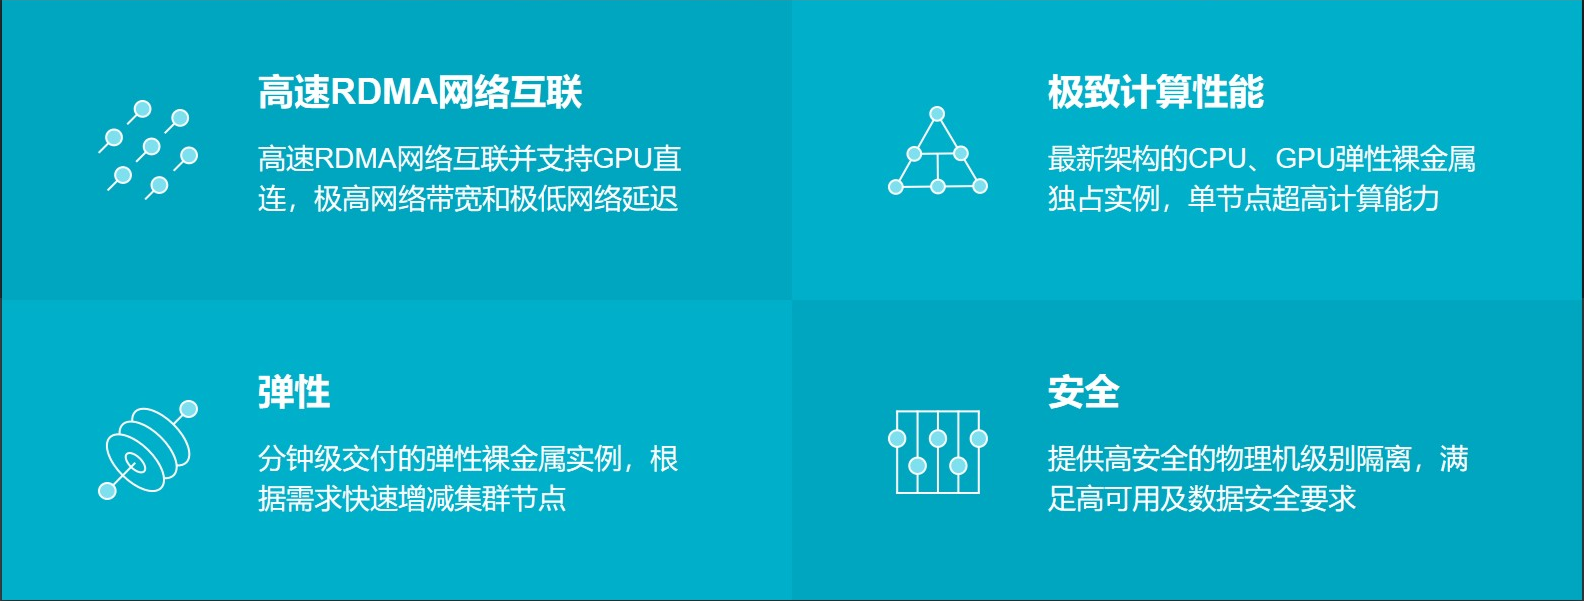 高速RDMA网络互联
高速RDMA网络互联并支持GPU直
连，极高网络带宽和极低网络延迟
极致计算性能
最新架构的CPU、GPU弹性裸金属
独占实例，单节点超高计算能力
弹性
分钟级交付的弹性裸金属实例，根
据需求快速增减集群节点
安全
提供高安全的物理机级别隔离，满
足高可用及数据安全要求